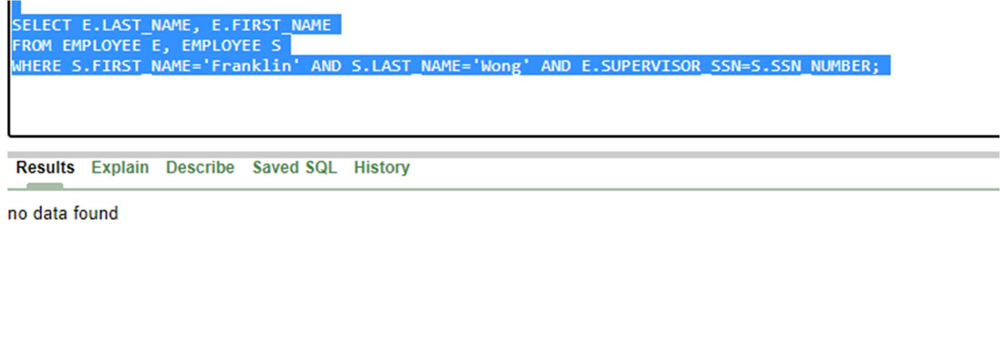 SELECT E.LAST_NAME, E.FIRST_NAME
FROM EMPLOYEE E, EMPLOYEE S
WHERE S.FIRST_NAME='Franklin' AND S.LAST_NAME='Wong' AND E.SUPERVISOR_SSN=S.SSN_NUMBER;
Results Explain Describe Saved SQL History
no data found